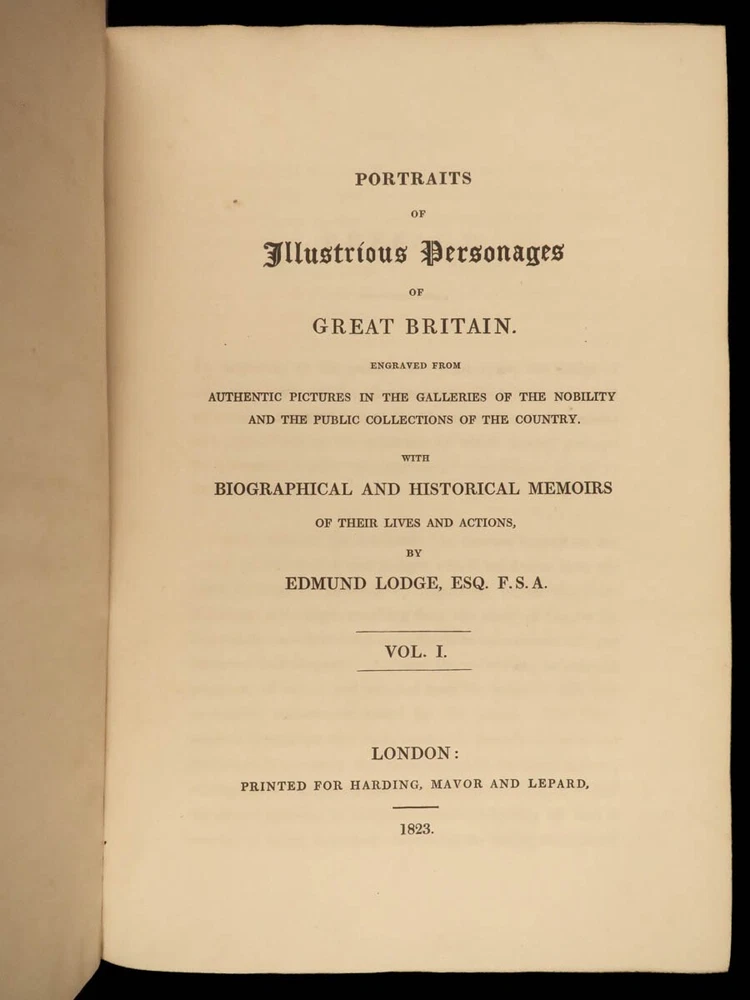 PORTRAITS
OF
Illustrious Personages
OF
GREAT BRITAIN.
ENGRAVED FROM
AUTHENTIC PICTURES IN THE GALLERIES OF THE NOBILITY
AND THE PUBLIC COLLECTIONS OF THE COUNTRY.
WITH
BIOGRAPHICAL AND HISTORICAL MEMOIRS
OF THEIR LIVES AND ACTIONS,
BY
EDMUND LODGE, ESQ. F.S.A.
VOL. I.
LONDON:
PRINTED FOR HARDING, MAVOR AND LEPARD,
1823.